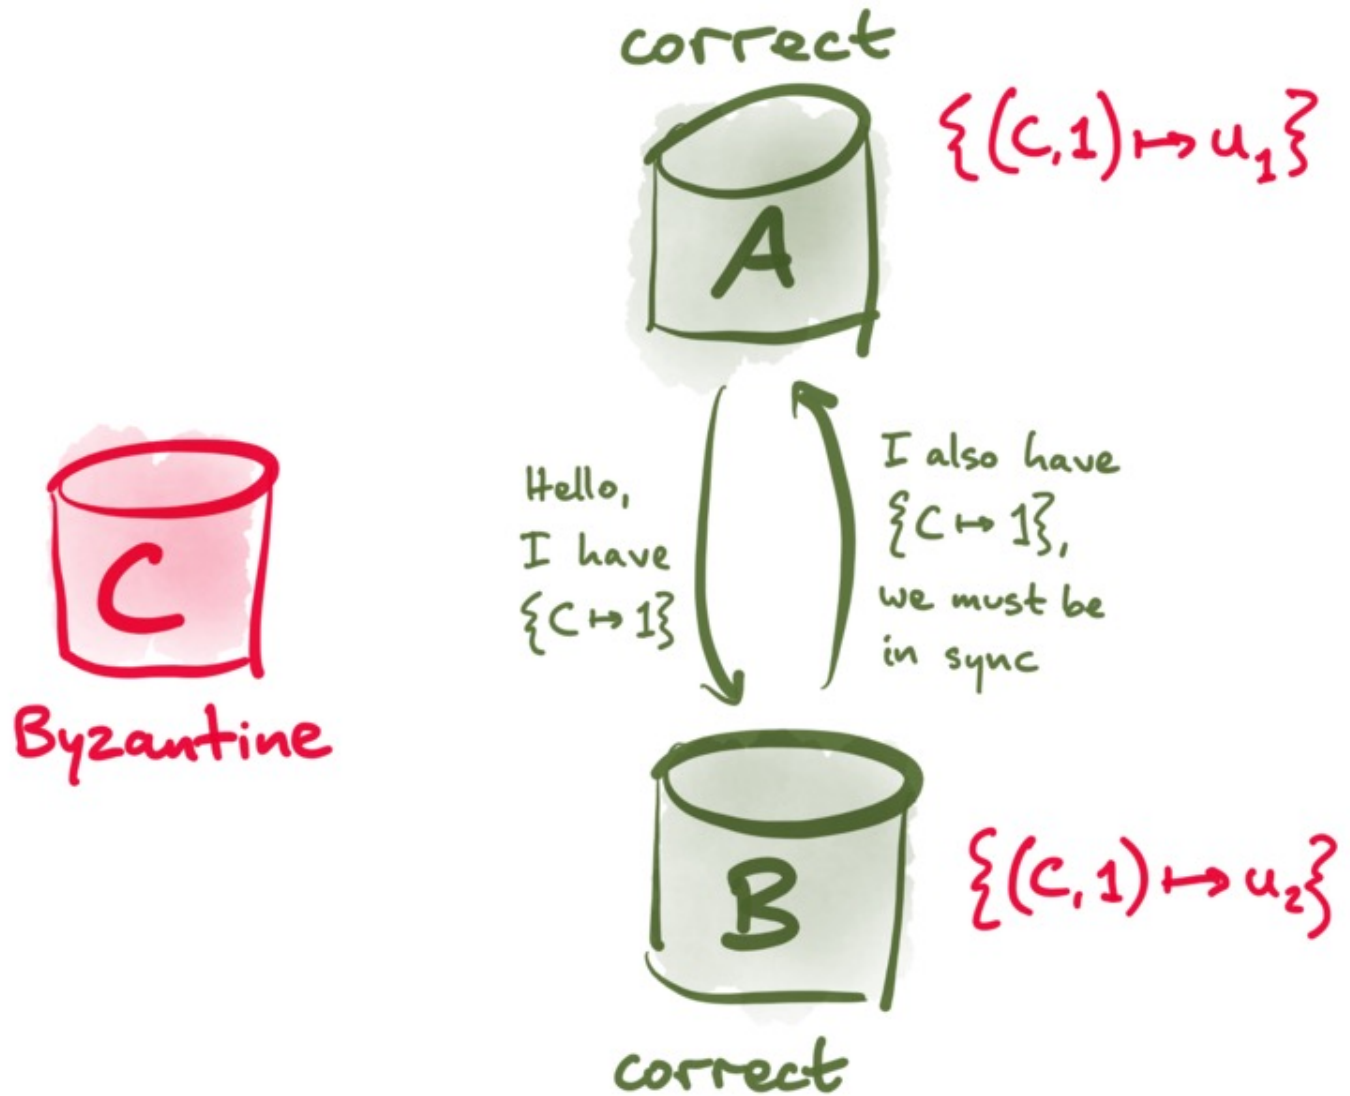 correct
{(C,1) ↦ u₁}
A
Hello,
I have
{C ↦ 1}
I also have
{C ↦ 1},
we must be
in sync
C
Byzantine
B
{(C,1) ↦ u₂}
correct